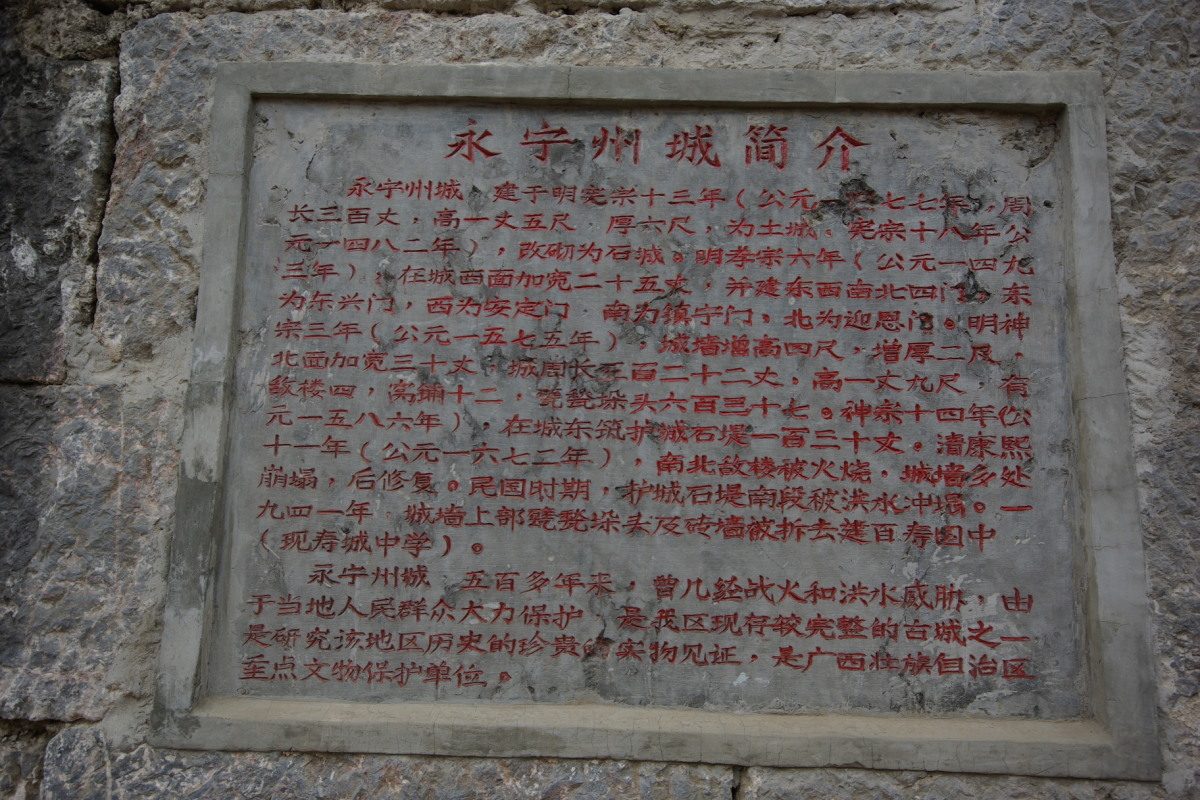 永宁州城简介
永宁州城 建于明宪宗十三年（公元一 七七年，周
长三百丈，高一丈五尺 厚六尺，为土城。宪宗十八年公
元一四八二年），改砌为石城。明孝宗六年（公元一四九
三年），在城西面加宽二十五丈，并建东西南北四门。东
为东兴门，西为安定门 南为镇宁门，北为迎恩门。明神
宗三年（公元一五七五年），城墙增高四尺，增厚二尺，
北面加宽三十丈，城周长三百二十二丈，高一丈九尺，有
敌楼四，窝铺十二， 垛头六百三十七。神宗十四年（公
元一五八六年），在城东筑护城石堤一百三十丈。清康熙
十一年（公元一六七二年），南北敌楼被火烧，城墙多处
崩塌，后修复。民国时期，护城石堤南段被洪水冲塌。一
九四一年 城墙上部 垛头及砖墙被拆去建百寿国中
（现寿城中学）。
永宁州城 五百多年来，曾几经战火和洪水威胁，由
于当地人民群众大力保护 是我区现存较完整的古城之一
是研究该地区历史的珍贵的实物见证，是广西壮族自治区
重点文物保护单位。